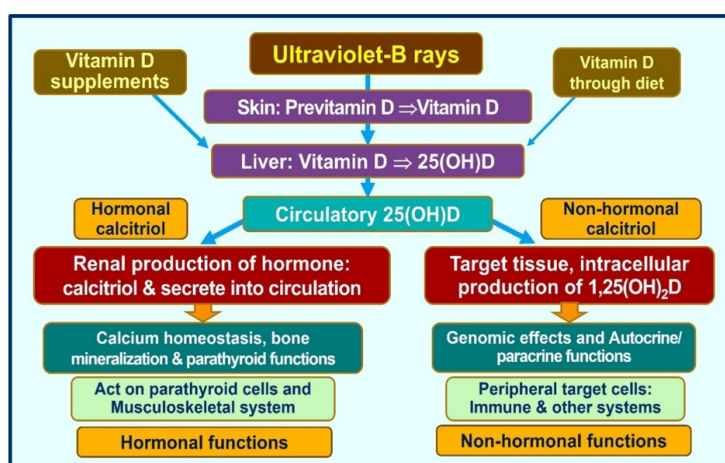 Vitamin D
supplements
Ultraviolet-B rays
Vitamin D
through diet
Skin: Previtamin D ⇒Vitamin D
Liver: Vitamin D ⇒ 25(OH)D
Hormonal
calcitriol
Circulatory 25(OH)D
Non-hormonal
calcitriol
Renal production of hormone:
calcitriol & secrete into circulation
Target tissue, intracellular
production of 1,25(OH)₂D
Calcium homeostasis, bone
mineralization & parathyroid functions
Genomic effects and Autocrine/
paracrine functions
Act on parathyroid cells and
Musculoskeletal system
Peripheral target cells:
Immune & other systems
Hormonal functions
Non-hormonal functions